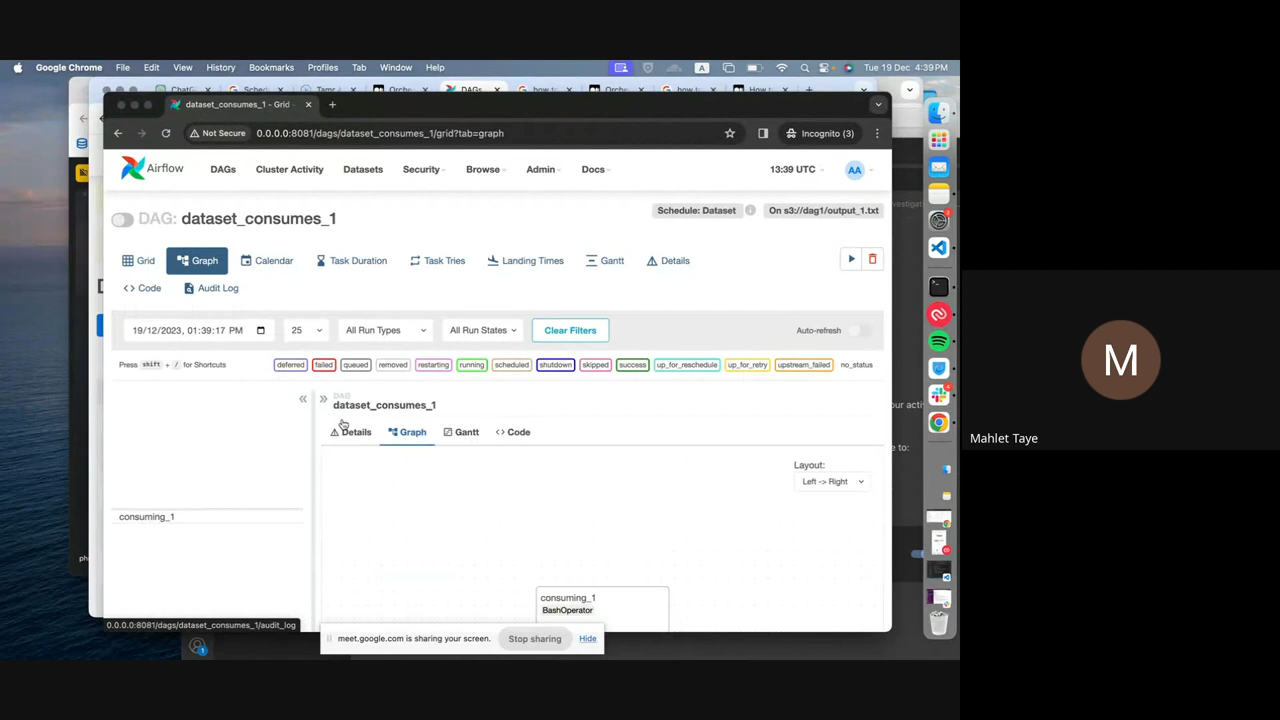 Google Chrome File Edit View History Bookmarks Profiles Tab Window Help A Tue 19 Dec 4:39 PM
dataset_consumes_1 - Grid -
Not Secure 0.0.0.0:8081/dags/dataset_consumes_1/grid?tab=graph Incognito (3)
Airflow DAGs Cluster Activity Datasets Security Browse Admin Docs 13:39 UTC AA
DAG: dataset_consumes_1 Schedule: Dataset On s3://dag1/output_1.txt
Grid Graph Calendar Task Duration Task Tries Landing Times Gantt Details
Code Audit Log
19/12/2023, 01:39:17 PM 25 All Run Types All Run States Clear Filters Auto-refresh
Press shift + / for Shortcuts deferred failed queued removed restarting running scheduled shutdown skipped success up_for_reschedule up_for_retry upstream_failed no_status
DAG
dataset_consumes_1
Details Graph Gantt Code
Layout:
Left -> Right
consuming_1
consuming_1
BashOperator
0.0.0.0:8081/dags/dataset_consumes_1/audit_log
meet.google.com is sharing your screen. Stop sharing Hide
M
Mahlet Taye